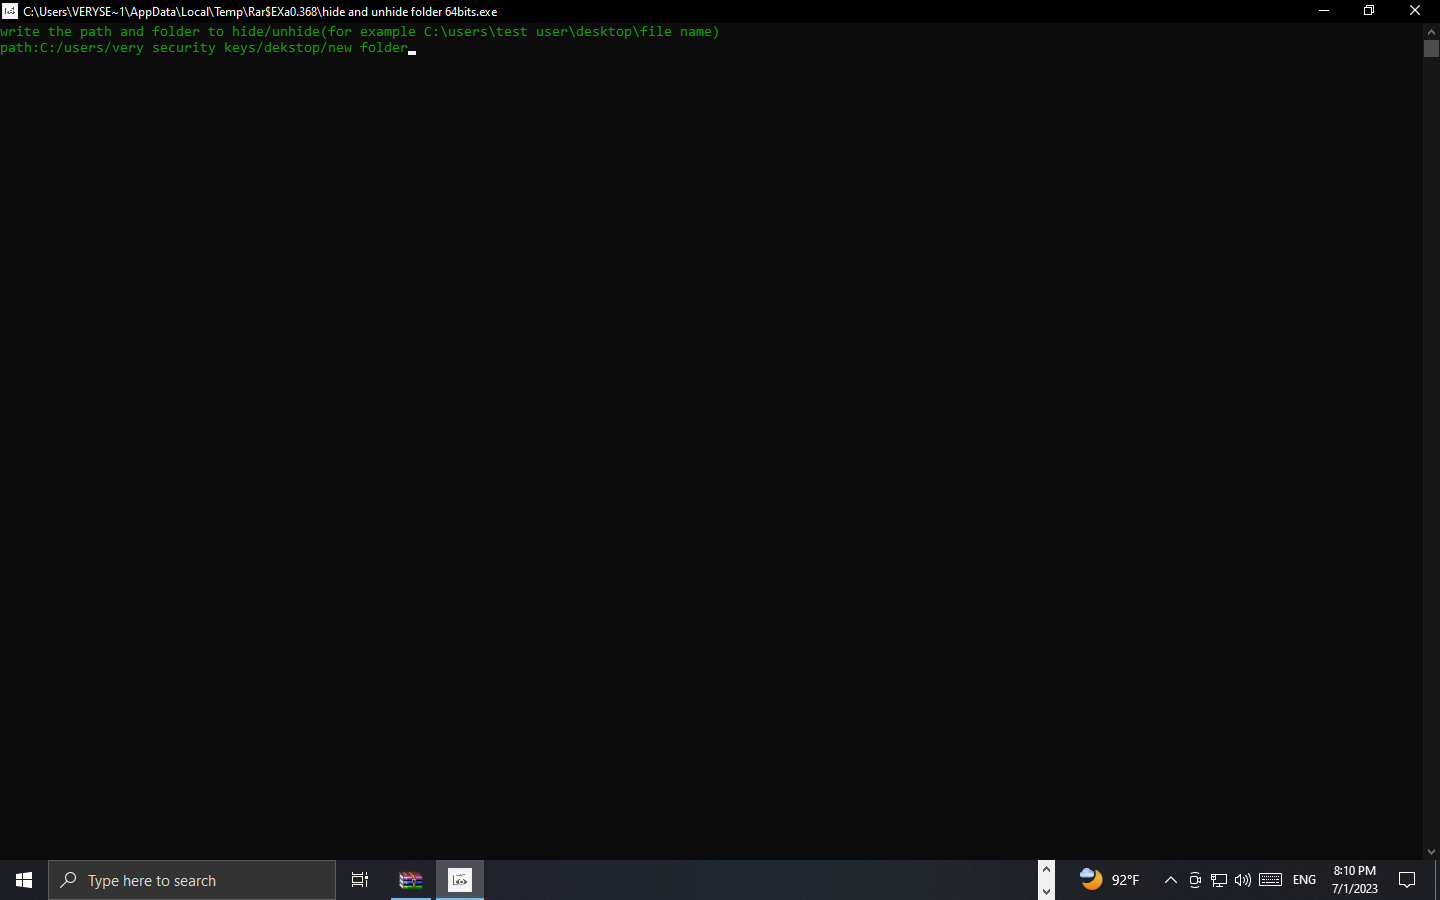 C:\Users\VERYSE~1\AppData\Local\Temp\Rar$EXa0.368\hide and unhide folder 64bits.exe
write the path and folder to hide/unhide(for example C:\users\test user\desktop\file name)
path:C:/users/very security keys/dekstop/new folder
Type here to search
92°F
ENG
8:10 PM
7/1/2023